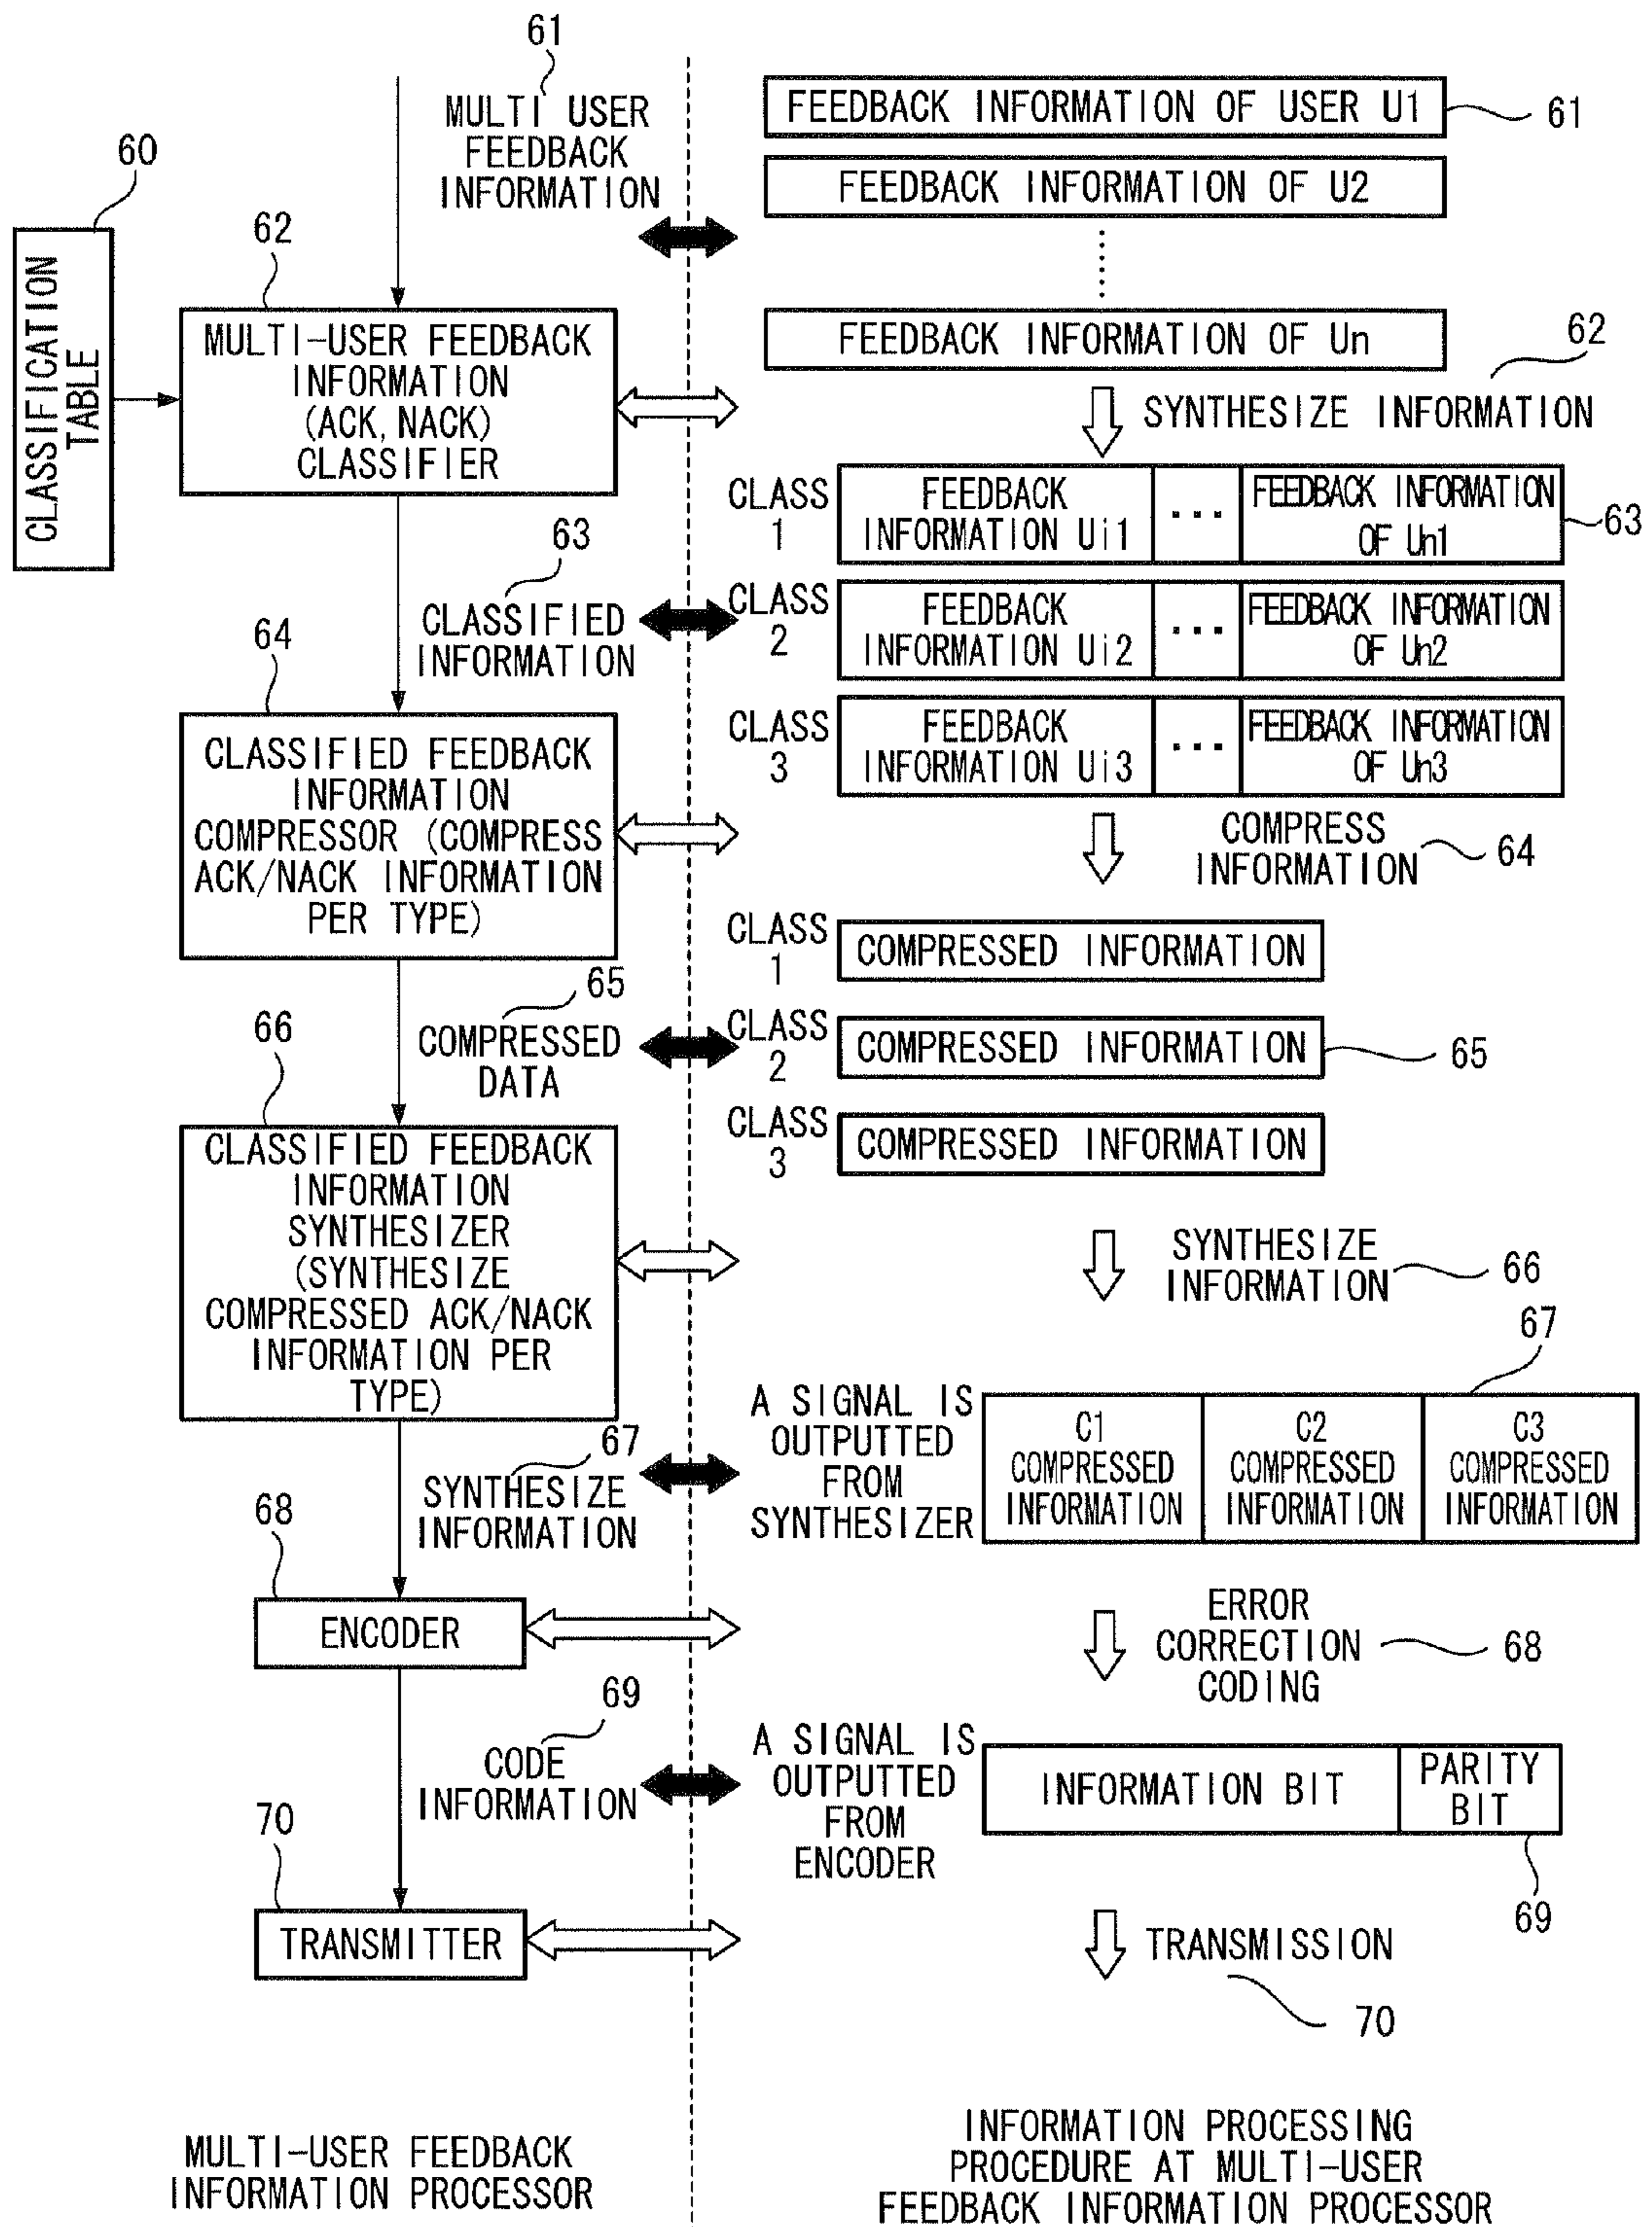 61
MULTI USER
FEEDBACK
INFORMATION
60
CLASSIFICATION
TABLE
62
MULTI-USER FEEDBACK
INFORMATION
(ACK, NACK)
CLASSIFIER
63
CLASSIFIED
INFORMATION
64
CLASSIFIED FEEDBACK
INFORMATION
COMPRESSOR (COMPRESS
ACK/NACK INFORMATION
PER TYPE)
65
COMPRESSED
DATA
66
CLASSIFIED FEEDBACK
INFORMATION
SYNTHESIZER
(SYNTHESIZE
COMPRESSED ACK/NACK
INFORMATION PER
TYPE)
67
SYNTHESIZE
INFORMATION
68
ENCODER
69
CODE
INFORMATION
70
TRANSMITTER
MULTI-USER FEEDBACK
INFORMATION PROCESSOR
FEEDBACK INFORMATION OF USER U1
61
FEEDBACK INFORMATION OF U2
FEEDBACK INFORMATION OF Un
62
SYNTHESIZE INFORMATION
CLASS
1
FEEDBACK
INFORMATION Ui1
...
FEEDBACK INFORMATION
OF Un1
63
CLASS
2
FEEDBACK
INFORMATION Ui2
...
FEEDBACK INFORMATION
OF Un2
CLASS
3
FEEDBACK
INFORMATION Ui3
...
FEEDBACK INFORMATION
OF Un3
COMPRESS
INFORMATION
64
CLASS
1
COMPRESSED INFORMATION
CLASS
2
COMPRESSED INFORMATION
65
CLASS
3
COMPRESSED INFORMATION
SYNTHESIZE
INFORMATION
66
67
A SIGNAL IS
OUTPUTTED
FROM
SYNTHESIZER
C1
COMPRESSED
INFORMATION
C2
COMPRESSED
INFORMATION
C3
COMPRESSED
INFORMATION
ERROR
CORRECTION
CODING
68
A SIGNAL IS
OUTPUTTED
FROM
ENCODER
INFORMATION BIT
PARITY
BIT
69
TRANSMISSION
70
INFORMATION PROCESSING
PROCEDURE AT MULTI-USER
FEEDBACK INFORMATION PROCESSOR